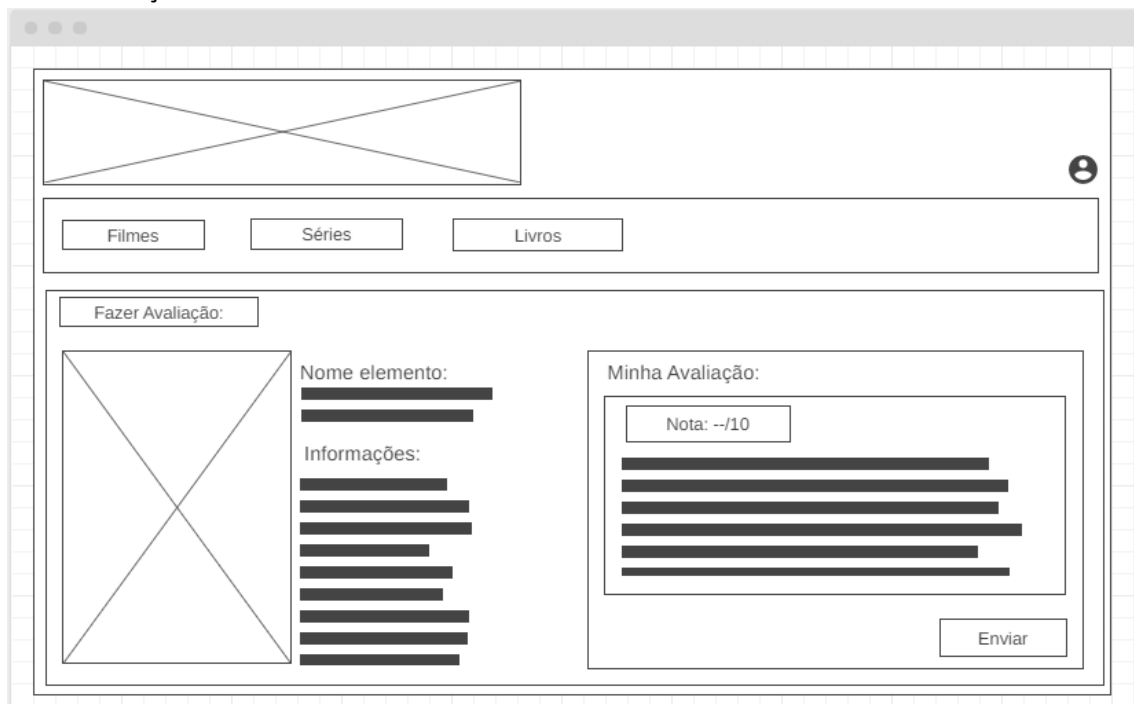 Filmes
Séries
Livros
Fazer Avaliação:
Nome elemento:
Informações:
Minha Avaliação:
Nota: --/10
Enviar